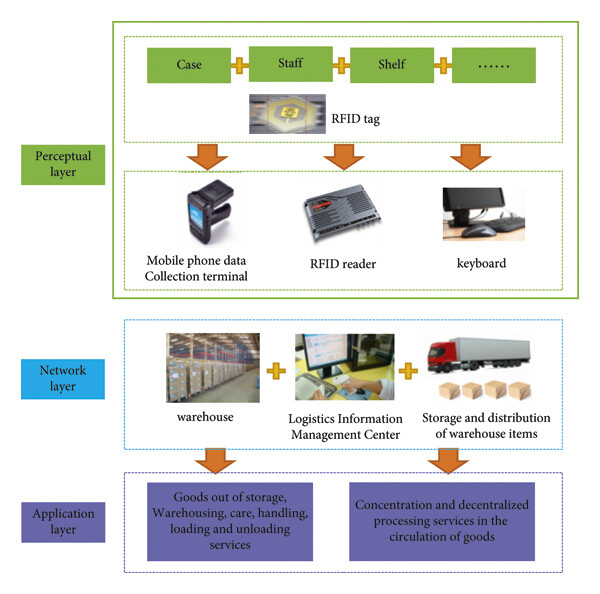 Case
Staff
Shelf
......
RFID tag
Perceptual
layer
Mobile phone data
Collection terminal
RFID reader
keyboard
Network
layer
warehouse
Logistics Information
Management Center
Storage and distribution
of warehouse items
Application
layer
Goods out of storage,
Warehousing, care, handling,
loading and unloading
services
Concentration and decentralized
processing services in the
circulation of goods